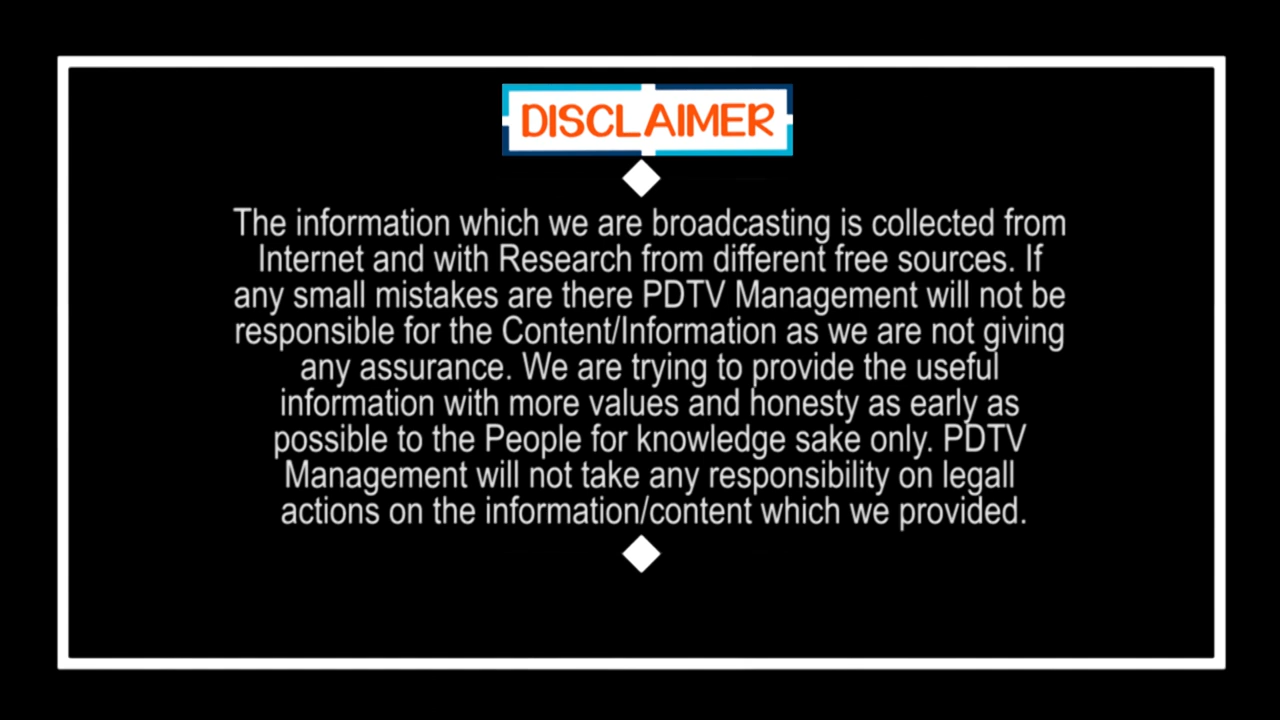 DISCLAIMER
The information which we are broadcasting is collected from
Internet and with Research from different free sources. If
any small mistakes are there PDTV Management will not be
responsible for the Content/Information as we are not giving
any assurance. We are trying to provide the useful
information with more values and honesty as early as
possible to the People for knowledge sake only. PDTV
Management will not take any responsibility on legall
actions on the information/content which we provided.